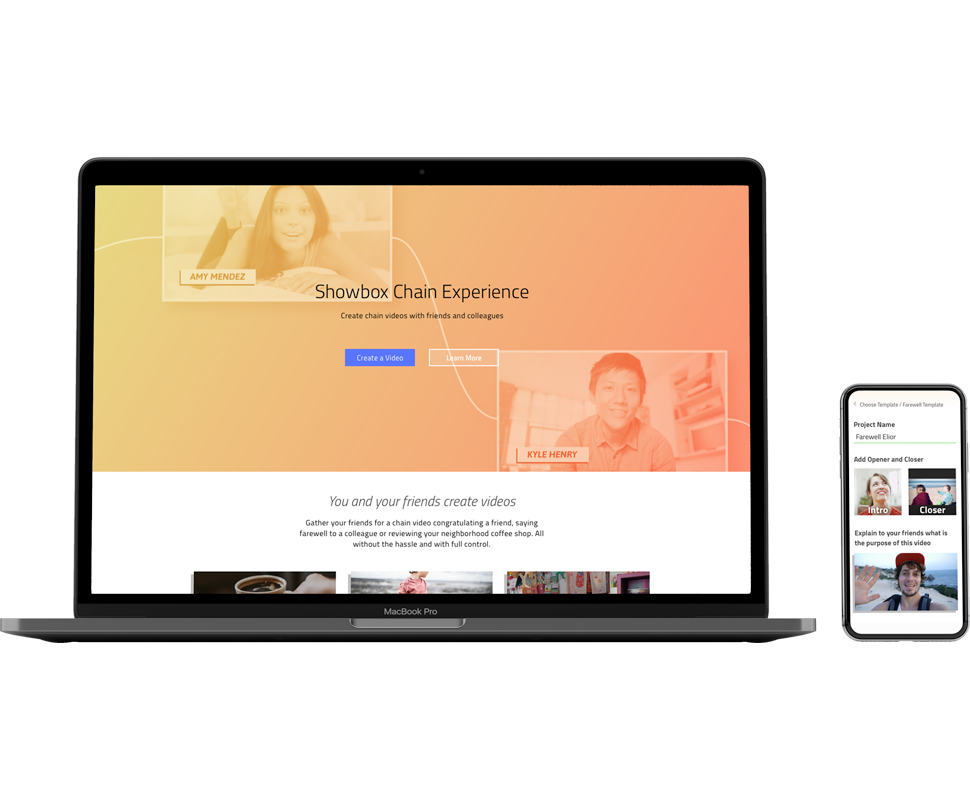 AMY MENDEZ
Showbox Chain Experience
Create chain videos with friends and colleagues
Create a Video
Learn More
KYLE HENRY
You and your friends create videos
Gather your friends for a chain video congratulating a friend, saying
farewell to a colleague or reviewing your neighborhood coffee shop. All
without the hassle and with full control.
MacBook Pro
Choose Template / Farewell Template
Project Name
Farewell Elior
Add Opener and Closer
Intro
Closer
Explain to your friends what is
the purpose of this video